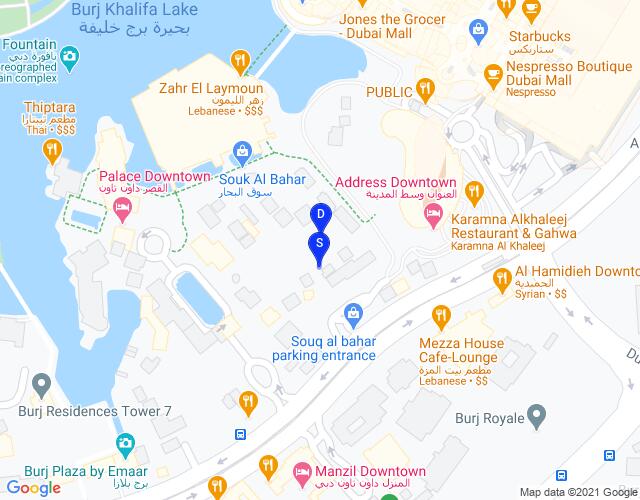 Burj Khalifa Lake
بحيرة برج خليفة
Jones the Grocer
- Dubai Mall
Starbucks
ستاربكس
Fountain
نافورة دبي
oreographed
ain complex
Nespresso Boutique
Dubai Mall
Nespresso
Zahr El Laymoun
زهر الليمون
Lebanese • $$$
PUBLIC
Thiptara
مطعم ثيبتارا
Thai • $$$
A
Palace Downtown
القصر داون تاون
Souk Al Bahar
سوق البحار
Address Downtown
العنوان وسط المدينة
D
S
Karamna Alkhaleej
Restaurant & Gahwa
Karamna Al Khaleej
Al Hamidieh Downto
الحميدية
Syrian • $$
Souq al bahar
parking entrance
Mezza House
Cafe-Lounge
مطعم بيت المزة
Lebanese • $$
Du
Burj Residences Tower 7
Burj Royale
Burj Plaza by Emaar
برج بلازا
Manzil Downtown
المنزل داون تاون دبي
Google
Map data ©2021 Google